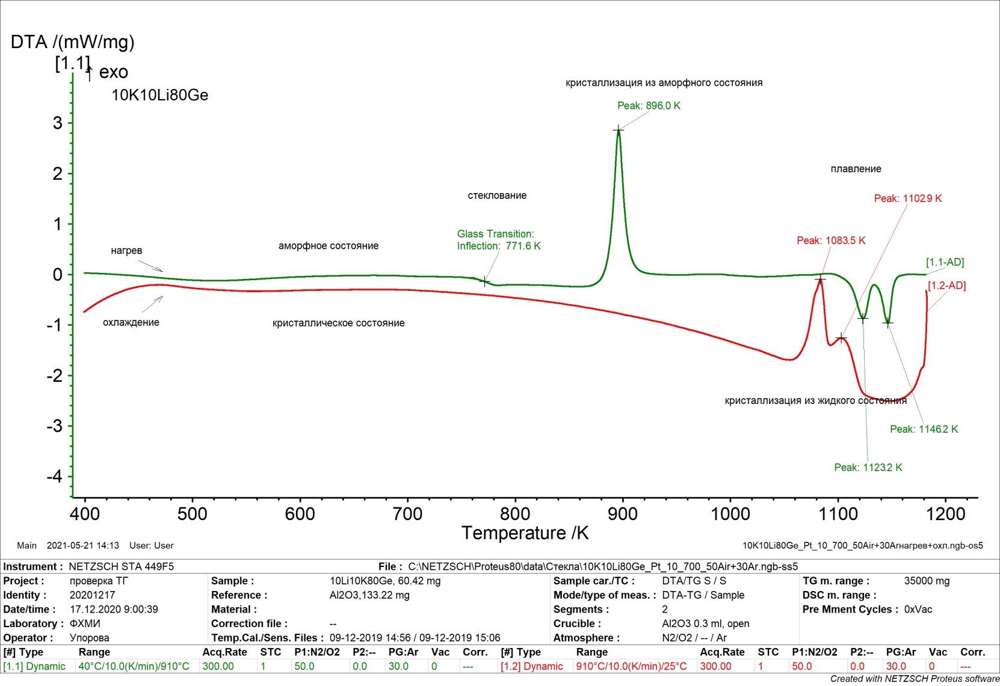 DTA /(mW/mg)
[1.1]
↑ exo
10K10Li80Ge
кристаллизация из аморфного состояния
Peak: 896.0 K
3
плавление
2
стеклование
Peak: 1102.9 K
1
Glass Transition:
Inflection: 771.6 K
Peak: 1083.5 K
нагрев
аморфное состояние
[1.1-AD]
0
[1.2-AD]
охлаждение
кристаллическое состояние
-1
-2
кристаллизация из жидкого состояния
-3
Peak: 1146.2 K
Peak: 1123.2 K
-4
400 500 600 700 800 900 1000 1100 1200
Temperature /K
Main 2021-05-21 14:13 User: User 10K10Li80Ge_Pt_10_700_50Air+30Arнагрев+охл.ngb-os5
Instrument : NETZSCH STA 449F5 File : C:\NETZSCH\Proteus80\data\Стекла\10K10Li80Ge_Pt_10_700_50Air+30Ar.ngb-ss5
Project : проверка ТГ Sample : 10Li10K80Ge, 60.42 mg Sample car./TC : DTA/TG S / S TG m. range : 35000 mg
Identity : 20201217 Reference : Al2O3,133.22 mg Mode/type of meas. : DTA-TG / Sample DSC m. range :
Date/time : 17.12.2020 9:00:39 Material : Segments : 2 Pre Mment Cycles : 0xVac
Laboratory : ФХМИ Correction file : -- Crucible : Al2O3 0.3 ml, open
Operator : Упорова Temp.Cal./Sens. Files : 09-12-2019 14:56 / 09-12-2019 15:06 Atmosphere : N2/O2 / -- / Ar
[#] Type Range Acq.Rate STC P1:N2/O2 P2:-- PG:Ar Vac Corr. [#] Type Range Acq.Rate STC P1:N2/O2 P2:-- PG:Ar Vac Corr.
[1.1] Dynamic 40°C/10.0(K/min)/910°C 300.00 1 50.0 0.0 30.0 0 --- [1.2] Dynamic 910°C/10.0(K/min)/25°C 300.00 1 50.0 0.0 30.0 0 ---
Created with NETZSCH Proteus software